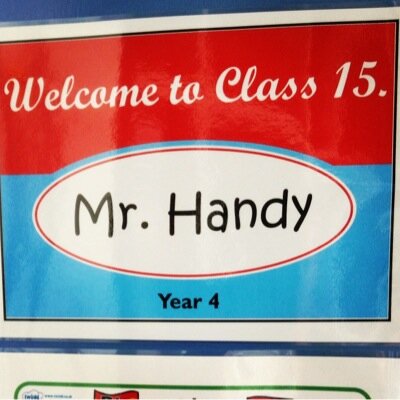 Welcome to Class 15.
Mr. Handy
Year 4